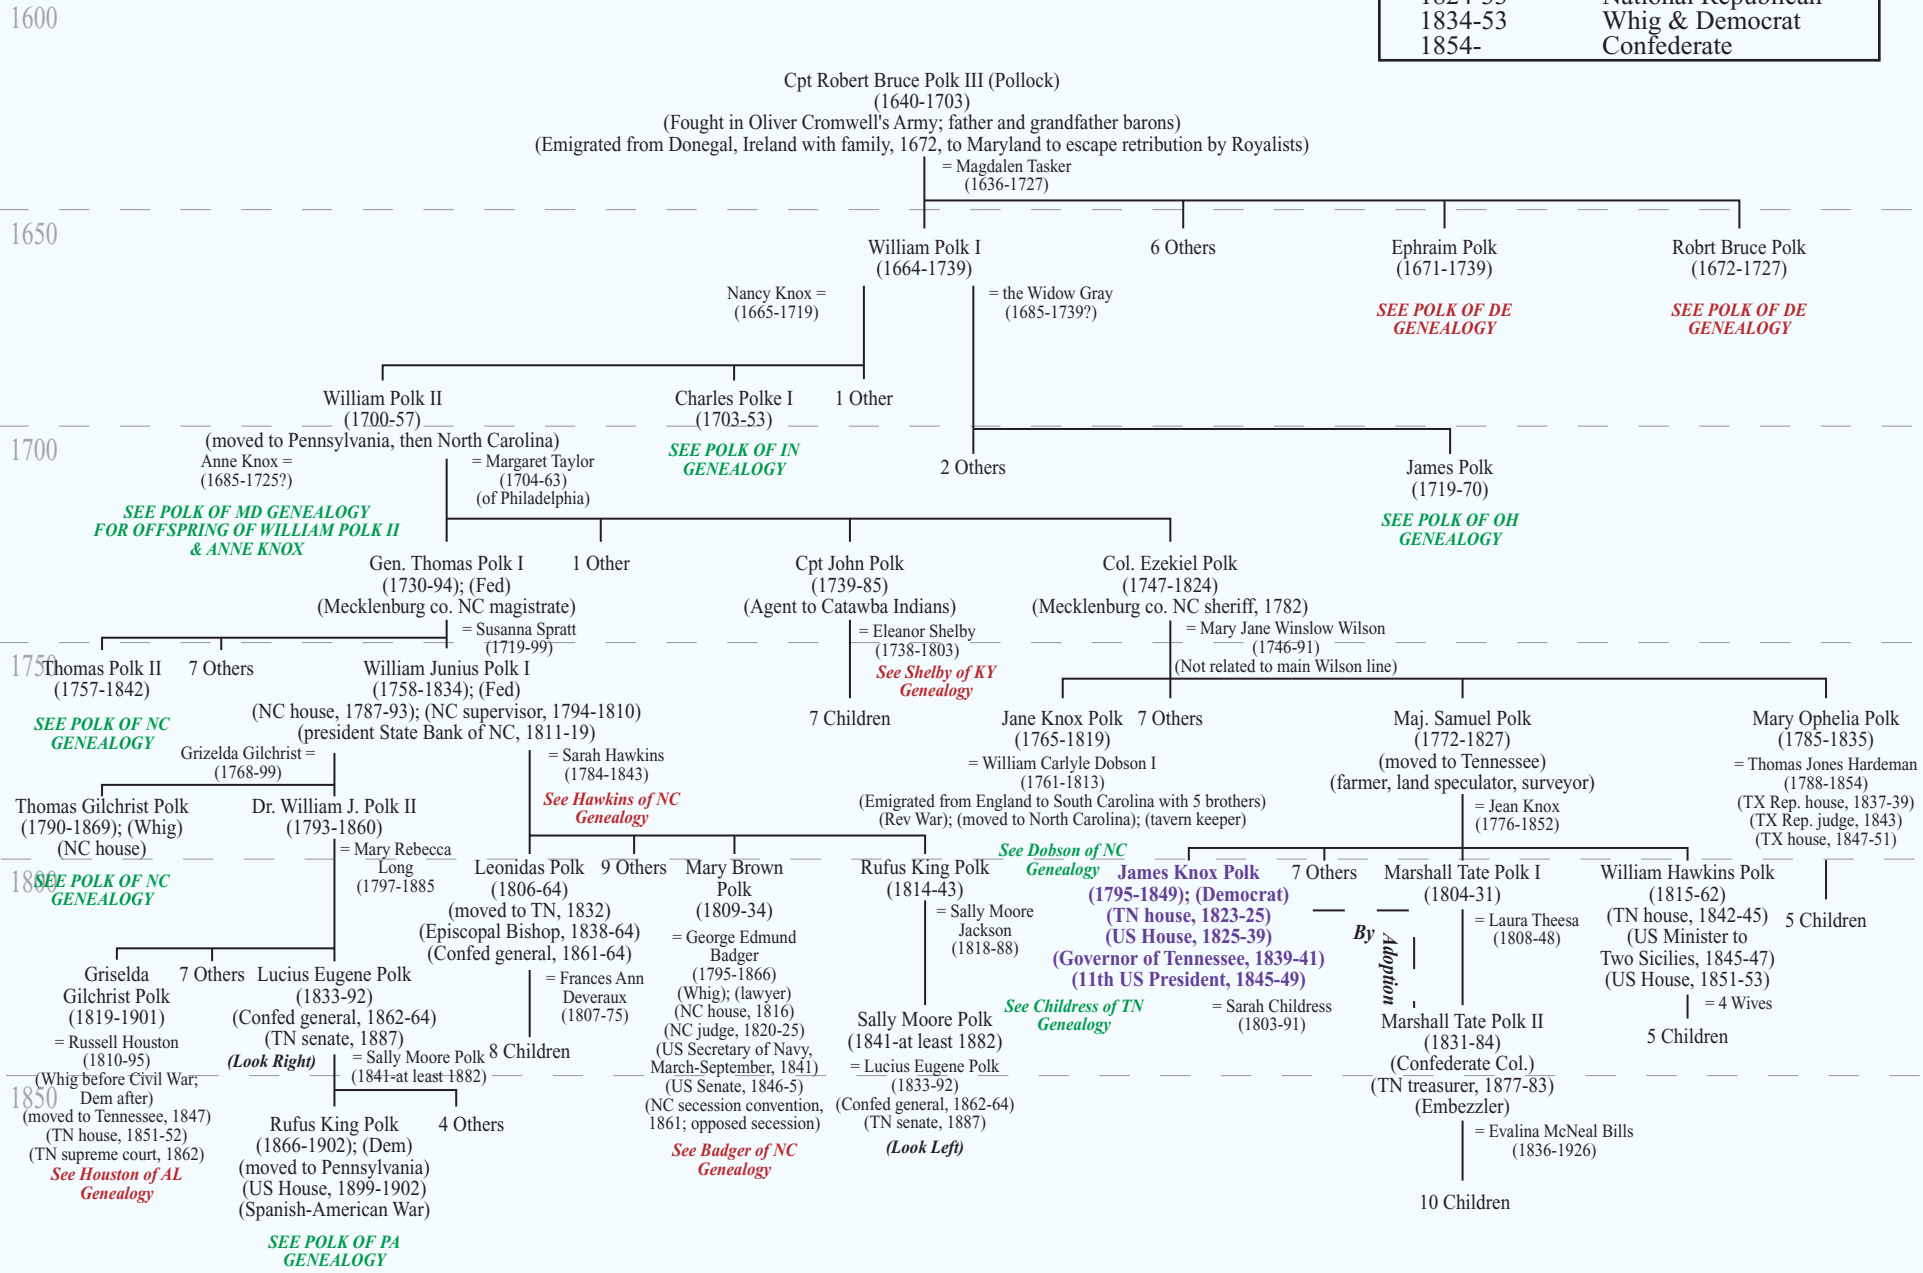 1600
1834-53 Whig & Democrat
1854- Confederate
Cpt Robert Bruce Polk III (Pollock)
(1640-1703)
(Fought in Oliver Cromwell's Army; father and grandfather barons)
(Emigrated from Donegal, Ireland with family, 1672, to Maryland to escape retribution by Royalists)
= Magdalen Tasker
(1636-1727)
1650
William Polk I
(1664-1739)
6 Others
Ephraim Polk
(1671-1739)
SEE POLK OF DE
GENEALOGY
Robrt Bruce Polk
(1672-1727)
SEE POLK OF DE
GENEALOGY
Nancy Knox =
(1665-1719)
= the Widow Gray
(1685-1739?)
William Polk II
(1700-57)
(moved to Pennsylvania, then North Carolina)
Charles Polke I
(1703-53)
SEE POLK OF IN
GENEALOGY
1 Other
1700
Anne Knox =
(1685-1725?)
= Margaret Taylor
(1704-63)
(of Philadelphia)
2 Others
James Polk
(1719-70)
SEE POLK OF OH
GENEALOGY
SEE POLK OF MD GENEALOGY
FOR OFFSPRING OF WILLIAM POLK II
& ANNE KNOX
Gen. Thomas Polk I
(1730-94); (Fed)
(Mecklenburg co. NC magistrate)
1 Other
Cpt John Polk
(1739-85)
(Agent to Catawba Indians)
Col. Ezekiel Polk
(1747-1824)
(Mecklenburg co. NC sheriff, 1782)
= Susanna Spratt
(1719-99)
= Eleanor Shelby
(1738-1803)
See Shelby of KY
Genealogy
= Mary Jane Winslow Wilson
(1746-91)
(Not related to main Wilson line)
1750
Thomas Polk II
(1757-1842)
SEE POLK OF NC
GENEALOGY
7 Others
William Junius Polk I
(1758-1834); (Fed)
(NC house, 1787-93); (NC supervisor, 1794-1810)
(president State Bank of NC, 1811-19)
7 Children
Jane Knox Polk
(1765-1819)
= William Carlyle Dobson I
(1761-1813)
(Emigrated from England to South Carolina with 5 brothers)
(Rev War); (moved to North Carolina); (tavern keeper)
See Dobson of NC
Genealogy
7 Others
Maj. Samuel Polk
(1772-1827)
(moved to Tennessee)
(farmer, land speculator, surveyor)
= Jean Knox
(1776-1852)
Mary Ophelia Polk
(1785-1835)
= Thomas Jones Hardeman
(1788-1854)
(TX Rep. house, 1837-39)
(TX Rep. judge, 1843)
(TX house, 1847-51)
5 Children
Grizelda Gilchrist =
(1768-99)
= Sarah Hawkins
(1784-1843)
See Hawkins of NC
Genealogy
Thomas Gilchrist Polk
(1790-1869); (Whig)
(NC house)
1800
SEE POLK OF NC
GENEALOGY
Dr. William J. Polk II
(1793-1860)
= Mary Rebecca
Long
(1797-1885
Leonidas Polk
(1806-64)
(moved to TN, 1832)
(Episcopal Bishop, 1838-64)
(Confed general, 1861-64)
= Frances Ann
Deveraux
(1807-75)
8 Children
9 Others
Mary Brown
Polk
(1809-34)
= George Edmund
Badger
(1795-1866)
(Whig); (lawyer)
(NC house, 1816)
(NC judge, 1820-25)
(US Secretary of Navy,
March-September, 1841)
(US Senate, 1846-5)
(NC secession convention,
1861; opposed secession)
See Badger of NC
Genealogy
Rufus King Polk
(1814-43)
= Sally Moore
Jackson
(1818-88)
Sally Moore Polk
(1841-at least 1882)
= Lucius Eugene Polk
(1833-92)
(Confed general, 1862-64)
(TN senate, 1887)
(Look Left)
James Knox Polk
(1795-1849); (Democrat)
(TN house, 1823-25)
(US House, 1825-39)
(Governor of Tennessee, 1839-41)
(11th US President, 1845-49)
See Childress of TN
Genealogy
= Sarah Childress
(1803-91)
7 Others
By
Adoption
Marshall Tate Polk I
(1804-31)
= Laura Theesa
(1808-48)
Marshall Tate Polk II
(1831-84)
(Confederate Col.)
(TN treasurer, 1877-83)
(Embezzler)
= Evalina McNeal Bills
(1836-1926)
10 Children
William Hawkins Polk
(1815-62)
(TN house, 1842-45)
(US Minister to
Two Sicilies, 1845-47)
(US House, 1851-53)
= 4 Wives
5 Children
Griselda
Gilchrist Polk
(1819-1901)
= Russell Houston
(1810-95)
(Whig before Civil War;
Dem after)
1850
(moved to Tennessee, 1847)
(TN house, 1851-52)
(TN supreme court, 1862)
See Houston of AL
Genealogy
7 Others
Lucius Eugene Polk
(1833-92)
(Confed general, 1862-64)
(TN senate, 1887)
(Look Right)
= Sally Moore Polk
(1841-at least 1882)
Rufus King Polk
(1866-1902); (Dem)
(moved to Pennsylvania)
(US House, 1899-1902)
(Spanish-American War)
SEE POLK OF PA
GENEALOGY
4 Others